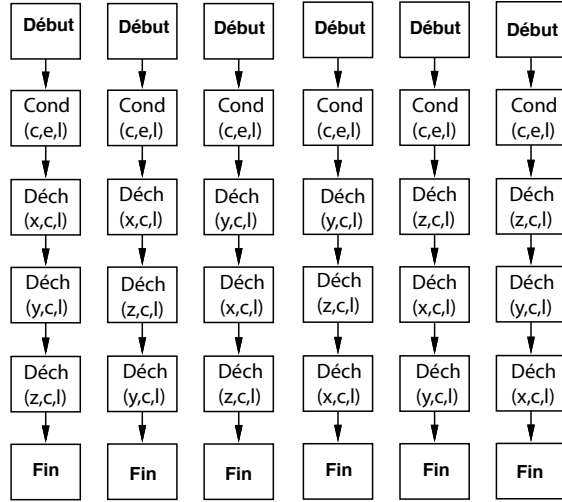 Début
Cond
(c,e,l)
Déch
(x,c,l)
Déch
(y,c,l)
Déch
(z,c,l)
Fin
Début
Cond
(c,e,l)
Déch
(x,c,l)
Déch
(z,c,l)
Déch
(y,c,l)
Fin
Début
Cond
(c,e,l)
Déch
(y,c,l)
Déch
(x,c,l)
Déch
(z,c,l)
Fin
Début
Cond
(c,e,l)
Déch
(y,c,l)
Déch
(z,c,l)
Déch
(x,c,l)
Fin
Début
Cond
(c,e,l)
Déch
(z,c,l)
Déch
(x,c,l)
Déch
(y,c,l)
Fin
Début
Cond
(c,e,l)
Déch
(z,c,l)
Déch
(y,c,l)
Déch
(x,c,l)
Fin